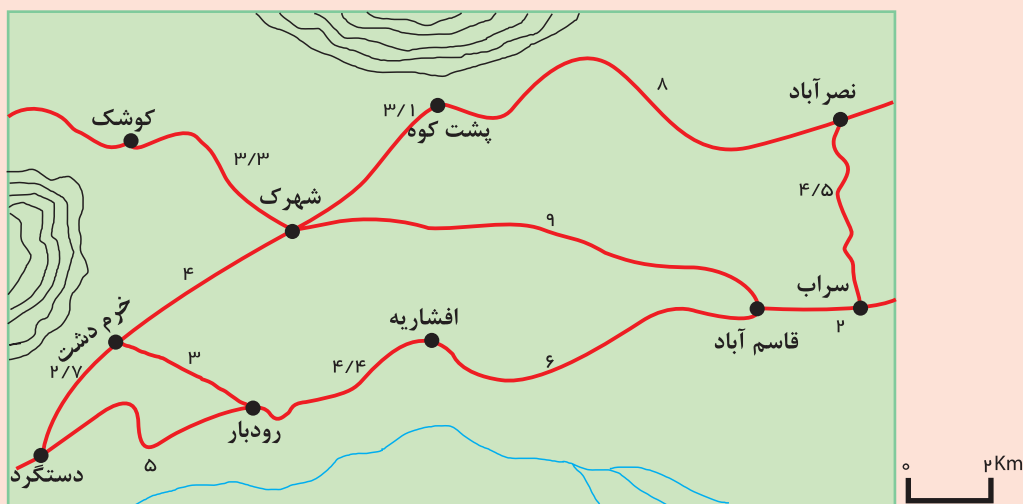 نصرآباد
۸
کوشک
۳/۱
پشت کوه
۳/۳
۴/۵
شهرک
۹
۴
سراب
خرم دشت
افشاریه
قاسم آباد
۲
۳
۲/۷
۴/۴
۶
رودبار
۵
دستگرد
۰ ۲Km